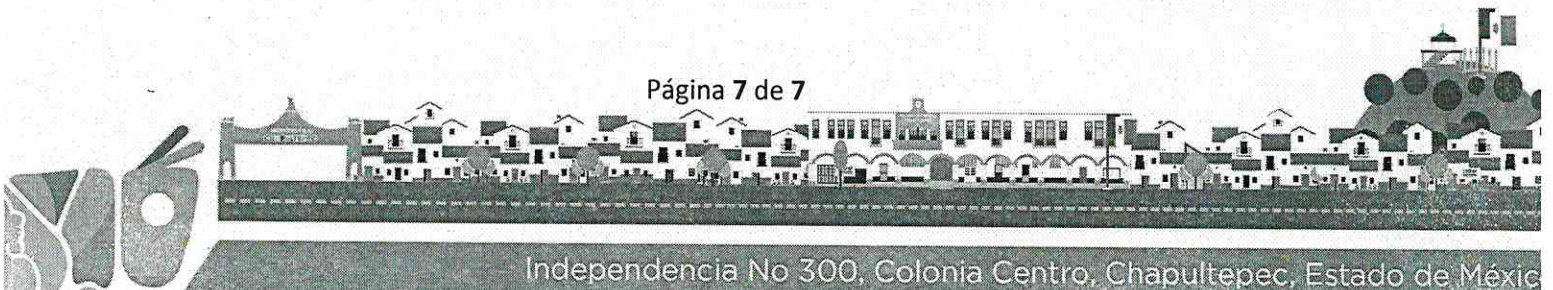 Página 7 de 7
Independencia No 300, Colonia Centro, Chapultepec, Estado de Méxic